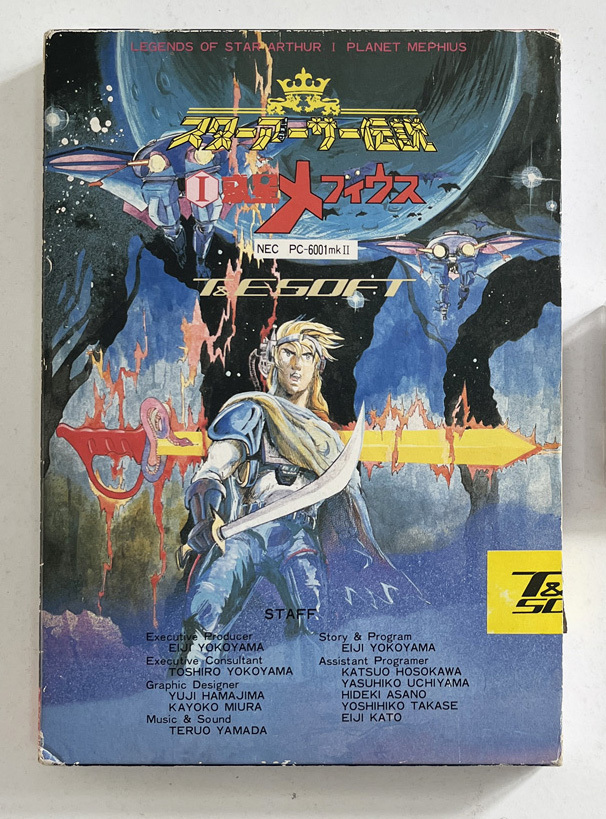 LEGENDS OF STAR ARTHUR I PLANET MEPHIUS
スターアーサー伝説
I 惑星メフィウス
NEC PC-6001mkII
T&E SOFT
T&
SO
STAFF
Executive Producer
EIJI YOKOYAMA
Executive Consultant
TOSHIRO YOKOYAMA
Graphic Designer
YUJI HAMAJIMA
KAYOKO MIURA
Music & Sound
TERUO YAMADA
Story & Program
EIJI YOKOYAMA
Assistant Programer
KATSUO HOSOKAWA
YASUHIKO UCHIYAMA
HIDEKI ASANO
YOSHIHIKO TAKASE
EIJI KATO